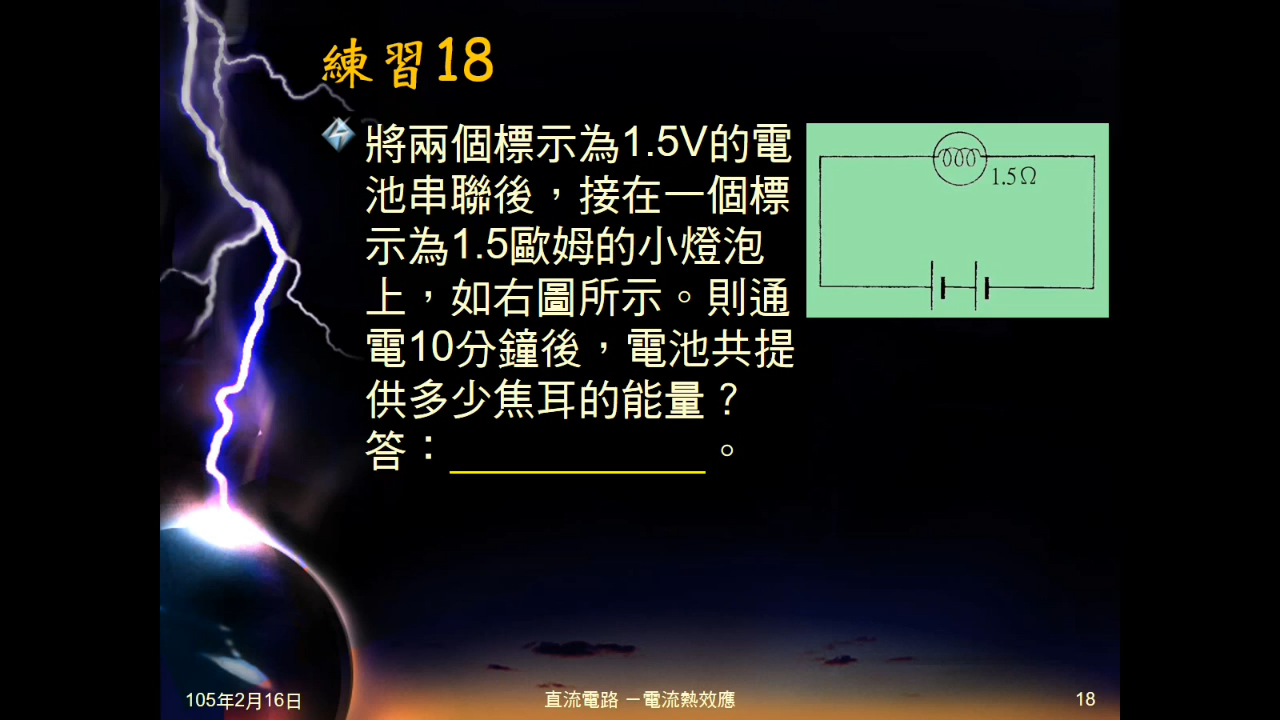 練習18
將兩個標示為1.5V的電
池串聯後，接在一個標
示為1.5歐姆的小燈泡
上，如右圖所示。則通
電10分鐘後，電池共提
供多少焦耳的能量？
答：____________。
1.5Ω
105年2月16日
直流電路 －電流熱效應
18